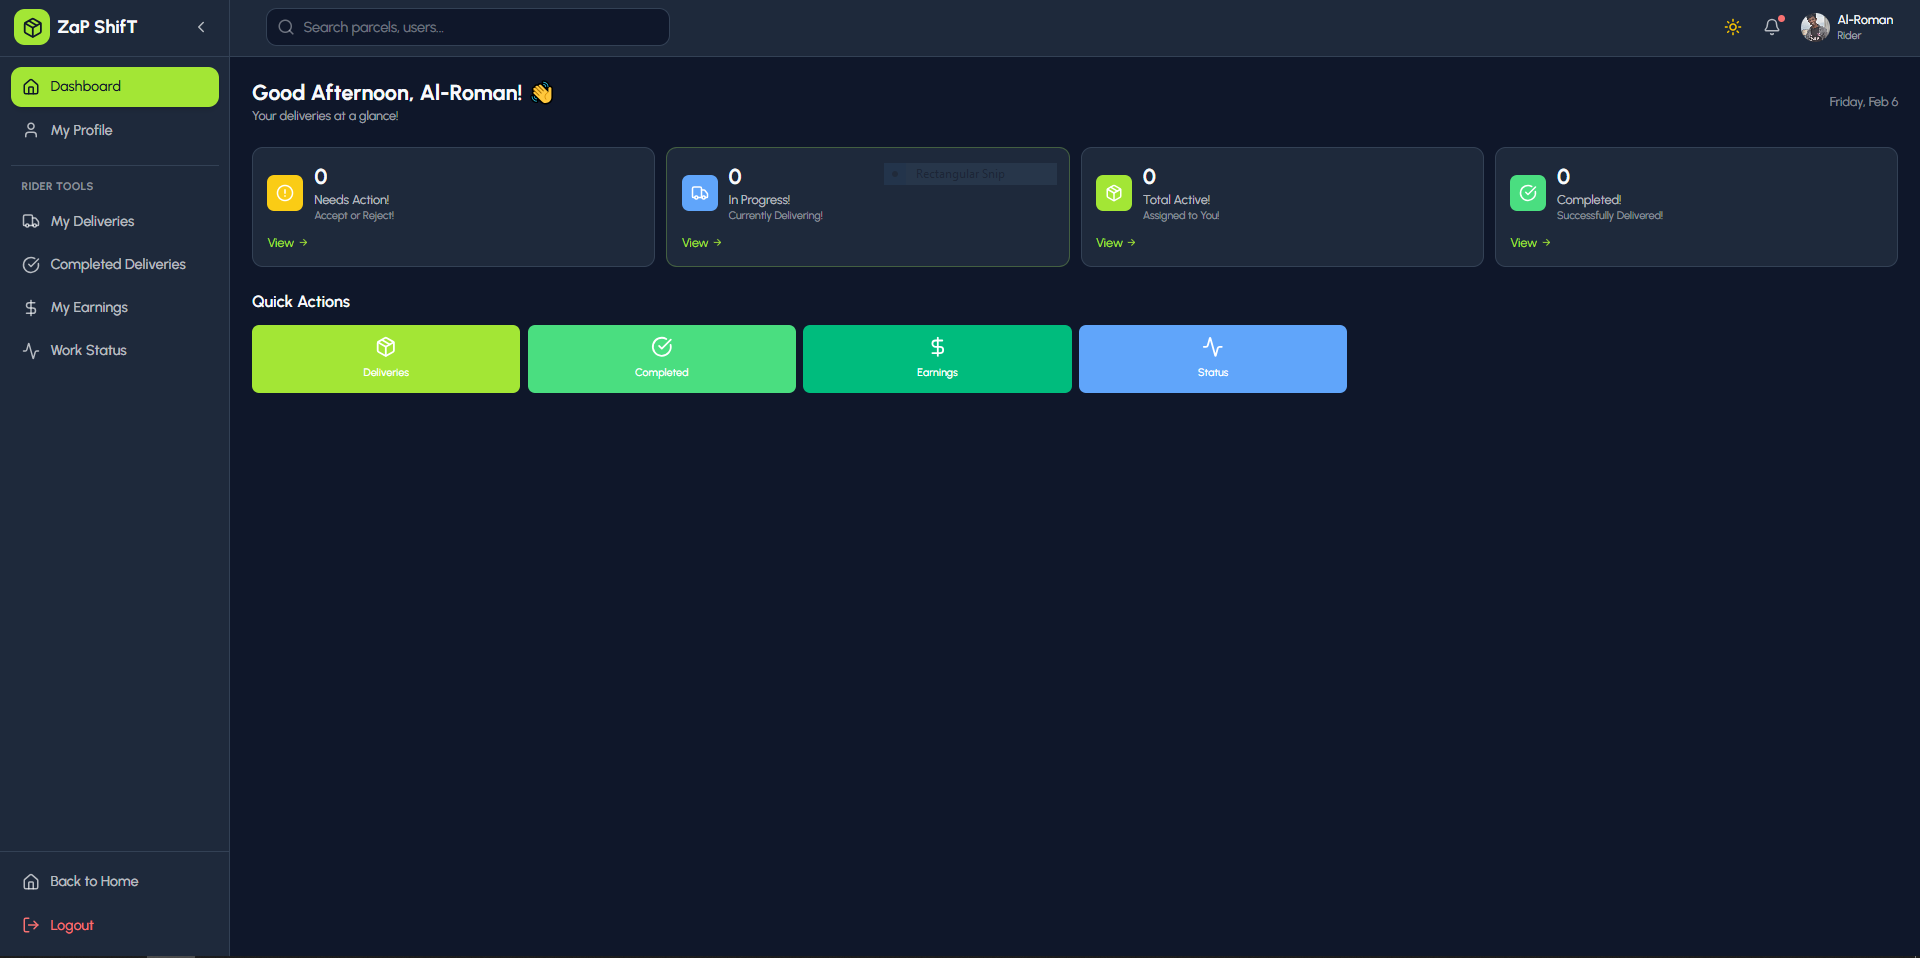 ZaP ShifT
Search parcels, users...
Al-Roman
Rider
Dashboard
My Profile
RIDER TOOLS
My Deliveries
Completed Deliveries
My Earnings
Work Status
Back to Home
Logout
Good Afternoon, Al-Roman! 👋
Your deliveries at a glance!
Friday, Feb 6
0
Needs Action!
Accept or Reject!
View →
0
Rectangular Snip
In Progress!
Currently Delivering!
View →
0
Total Active!
Assigned to You!
View →
0
Completed!
Successfully Delivered!
View →
Quick Actions
Deliveries
Completed
Earnings
Status